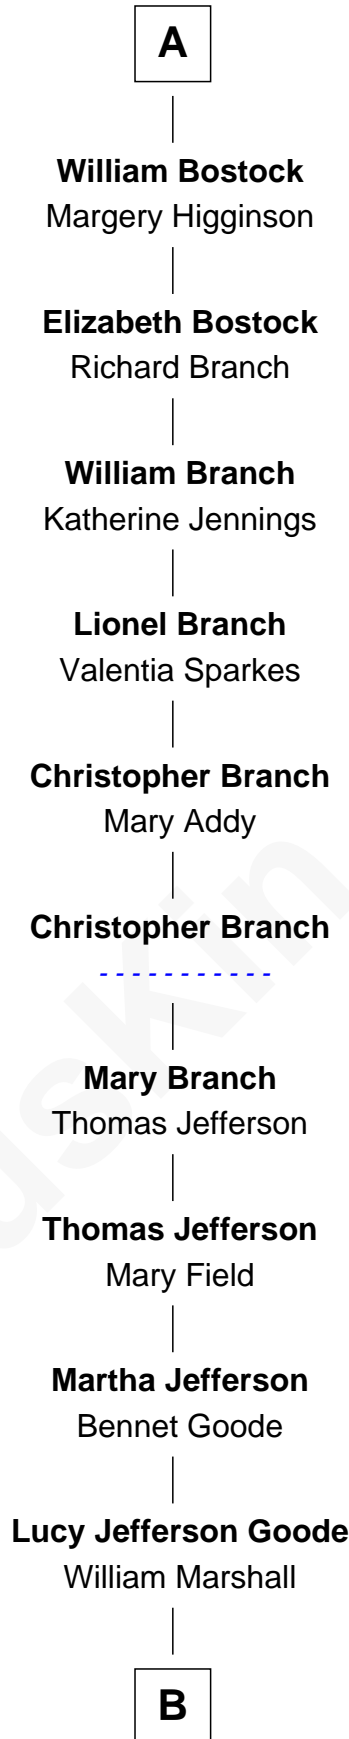 A
William Bostock
Margery Higginson
Elizabeth Bostock
Richard Branch
William Branch
Katherine Jennings
Lionel Branch
Valentia Sparkes
Christopher Branch
Mary Addy
Christopher Branch
- - - - - - - - - - -
Mary Branch
Thomas Jefferson
Thomas Jefferson
Mary Field
Martha Jefferson
Bennet Goode
Lucy Jefferson Goode
William Marshall
B